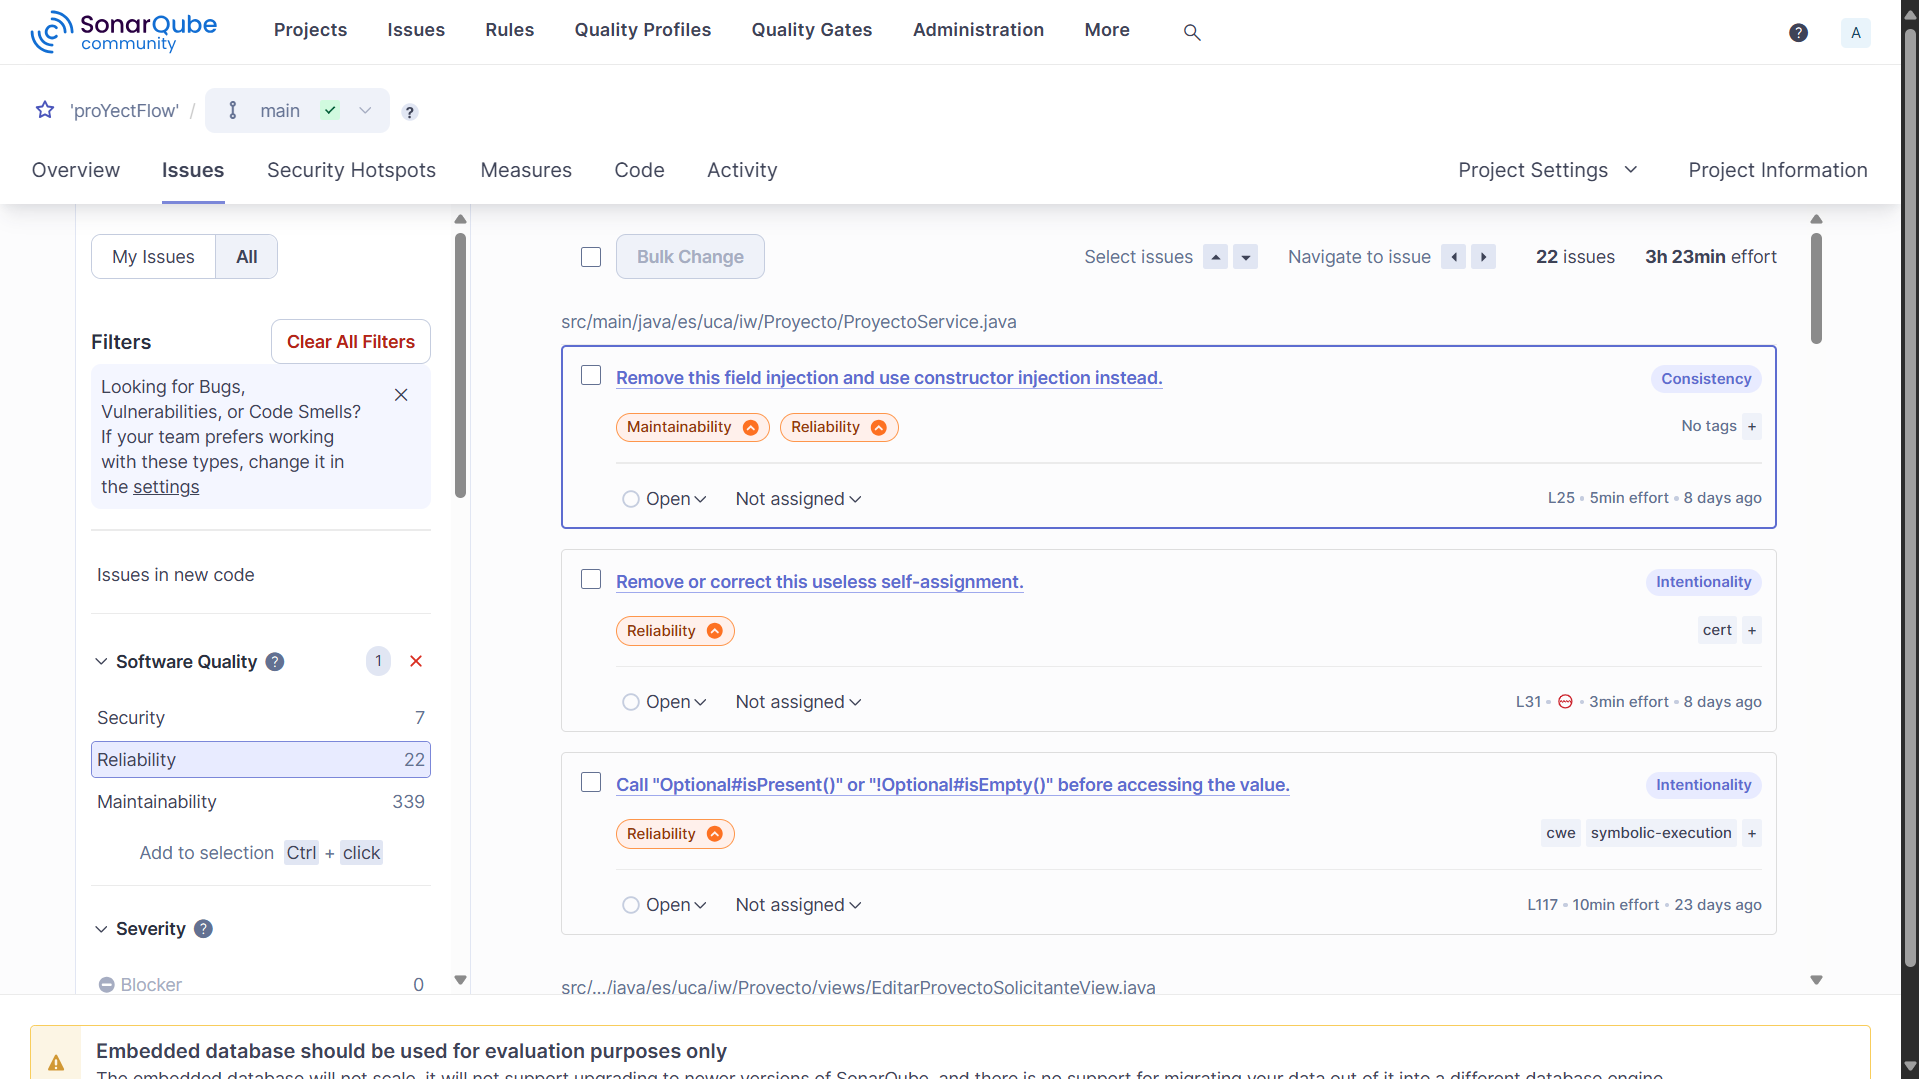 SonarQube
community
Projects
Issues
Rules
Quality Profiles
Quality Gates
Administration
More
?
A
'proYectFlow' / main
?
Overview
Issues
Security Hotspots
Measures
Code
Activity
Project Settings
Project Information
My Issues
All
Filters
Clear All Filters
Looking for Bugs,
Vulnerabilities, or Code Smells?
If your team prefers working
with these types, change it in
the settings
Issues in new code
Software Quality ? 1
Security 7
Reliability 22
Maintainability 339
Add to selection Ctrl + click
Severity ?
Blocker 0
Bulk Change
Select issues
Navigate to issue
22 issues
3h 23min effort
src/main/java/es/uca/iw/Proyecto/ProyectoService.java
Remove this field injection and use constructor injection instead.
Consistency
Maintainability
Reliability
No tags +
Open
Not assigned
L25 • 5min effort • 8 days ago
Remove or correct this useless self-assignment.
Intentionality
Reliability
cert +
Open
Not assigned
L31 • • 3min effort • 8 days ago
Call "Optional#isPresent()" or "!Optional#isEmpty()" before accessing the value.
Intentionality
Reliability
cwe symbolic-execution +
Open
Not assigned
L117 • 10min effort • 23 days ago
src/.../java/es/uca/iw/Proyecto/views/EditarProyectoSolicitanteView.java
Embedded database should be used for evaluation purposes only
The embedded database will not scale, it will not support upgrading to newer versions of SonarQube, and there is no support for migrating your data out of it into a different database engine.